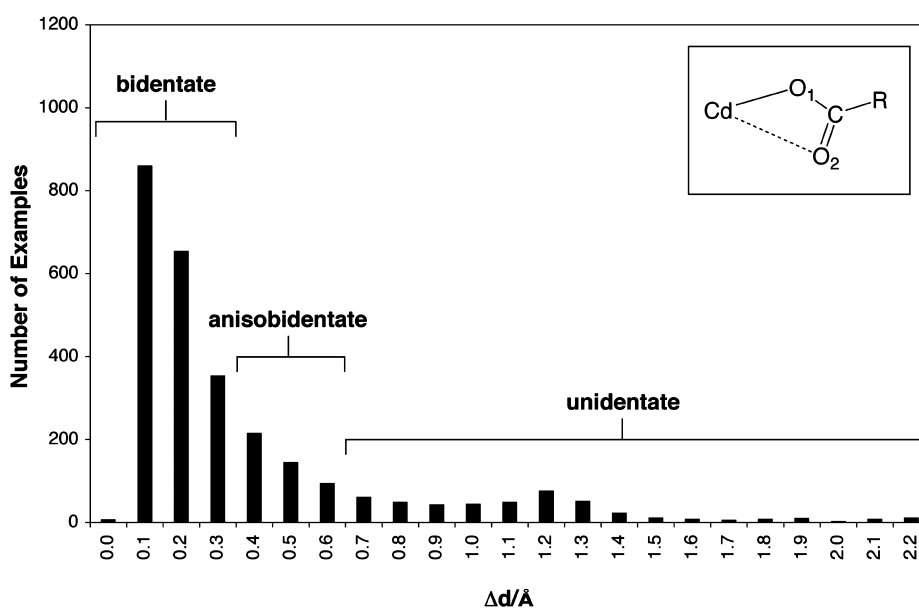 1200
1000
800
600
400
200
0
Number of Examples
bidentate
anisobidentate
unidentate
Cd
O1
C
R
O2
0.0 0.1 0.2 0.3 0.4 0.5 0.6 0.7 0.8 0.9 1.0 1.1 1.2 1.3 1.4 1.5 1.6 1.7 1.8 1.9 2.0 2.1 2.2
Δd/Å